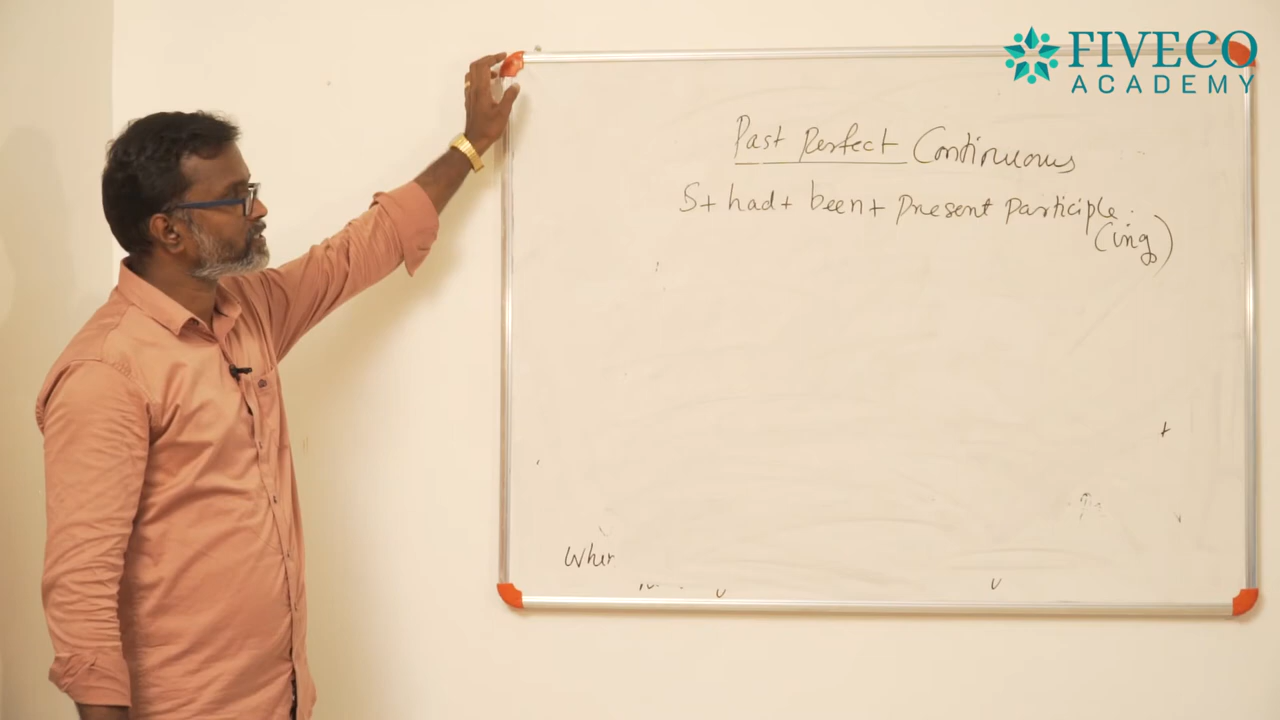 FIVECO
ACADEMY
Past Perfect Continuous
S+ had+ been+ Present Participle.
(ing)